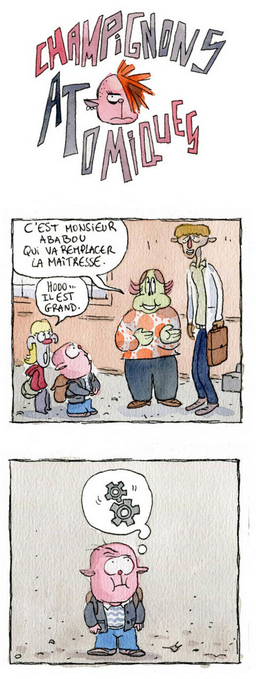 CHAMPiGNONS
ATOMiQUES
C'EST MONSIEUR
ABABOU
QUI VA REMPLACER
LA MAÎTRESSE.
HOOO...
IL EST
GRAND.